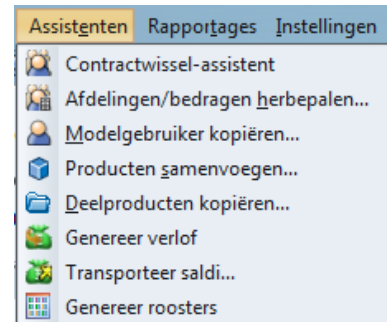 Assistenten Rapportages Instellingen
Contractwissel-assistent
Afdelingen/bedragen herbepalen...
Modelgebruiker kopiëren...
Producten samenvoegen...
Deelproducten kopiëren...
Genereer verlof
Transporteer saldi...
Genereer roosters